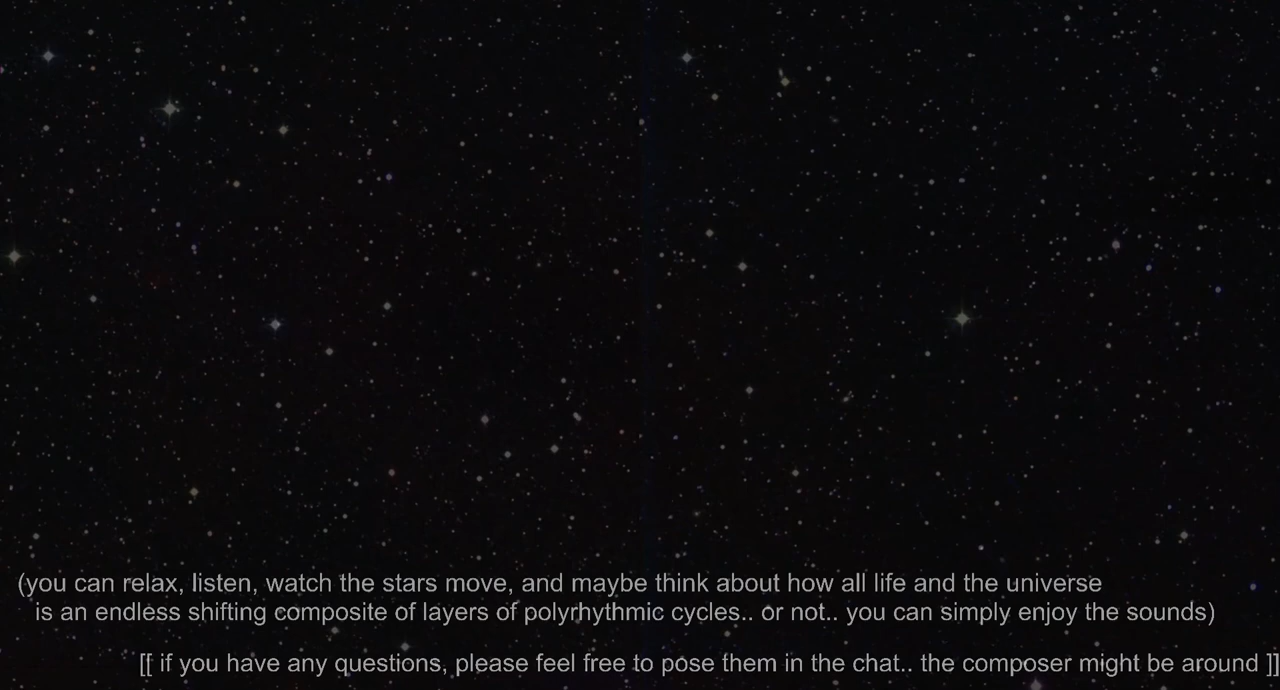 (you can relax, listen, watch the stars move, and maybe think about how all life and the universe
is an endless shifting composite of layers of polyrhythmic cycles.. or not.. you can simply enjoy the sounds)
[[ if you have any questions, please feel free to pose them in the chat.. the composer might be around ]]